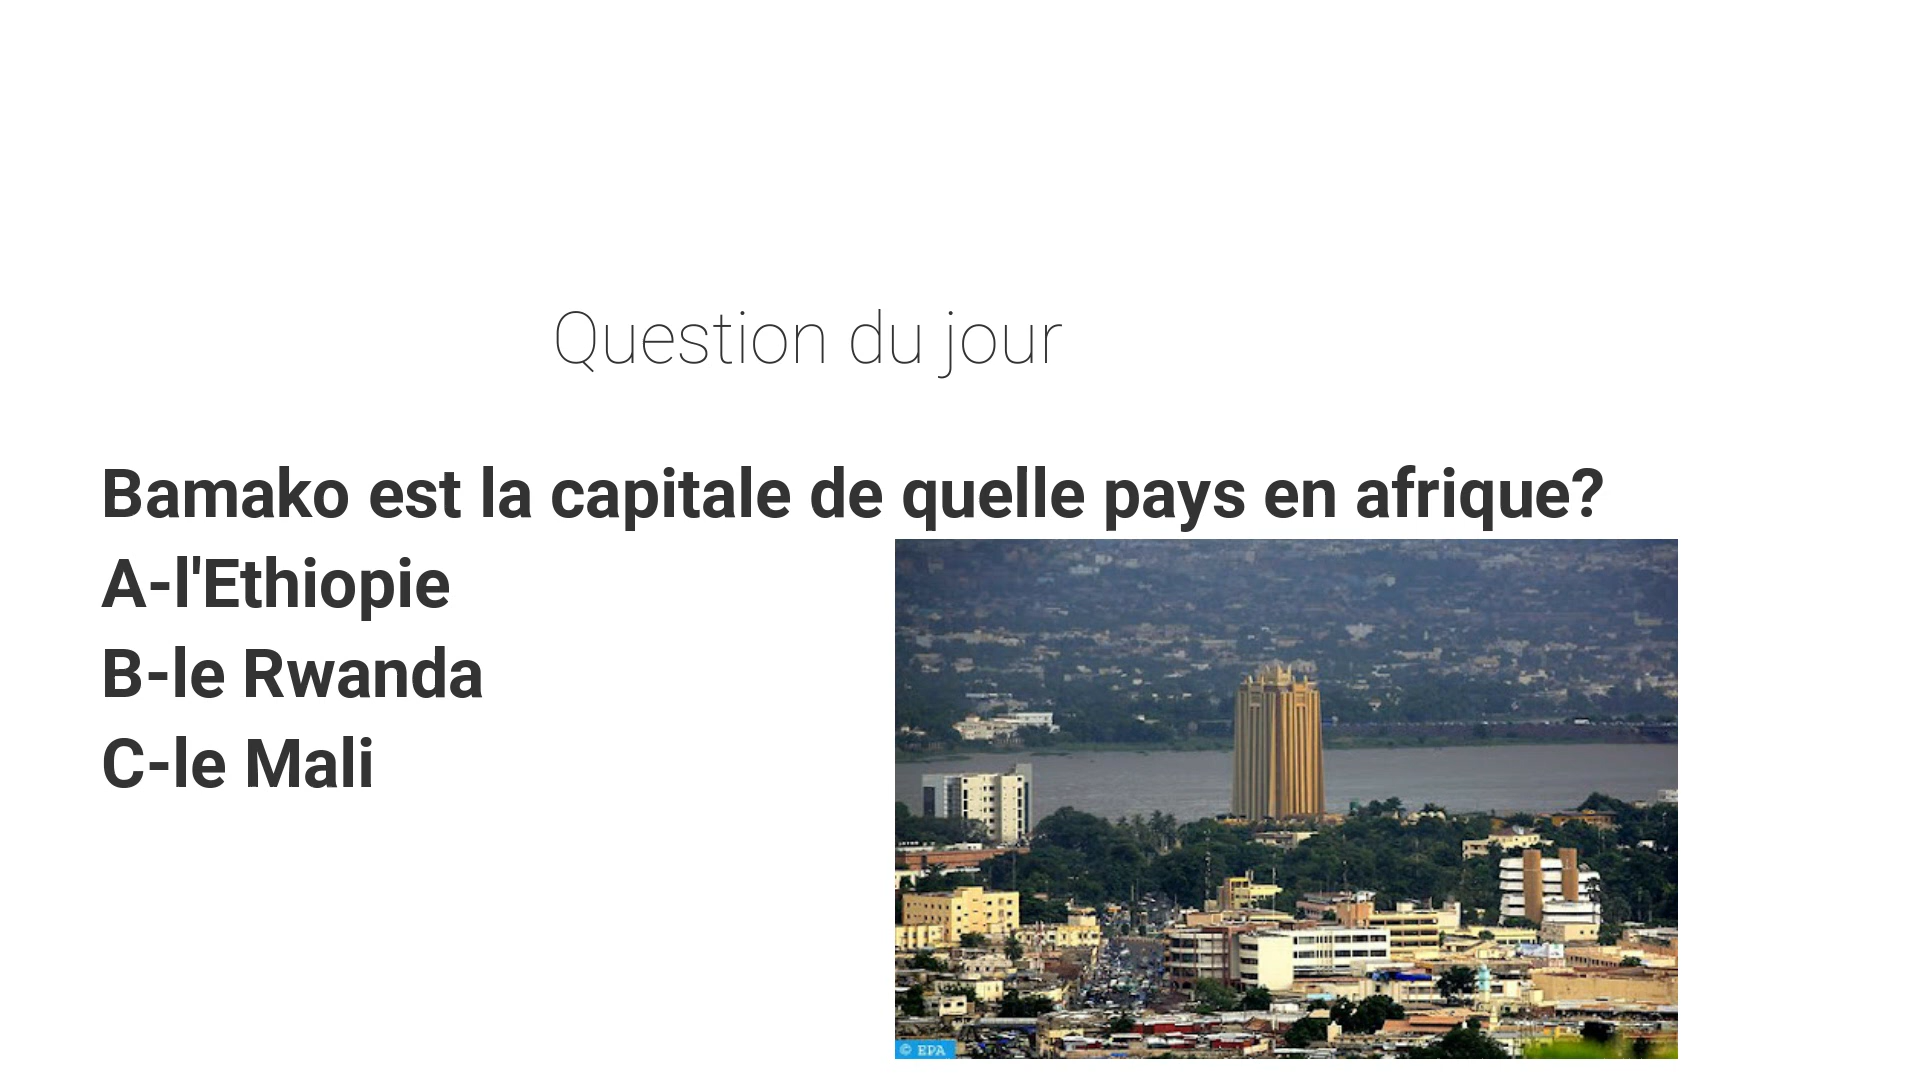 Question du jour
Bamako est la capitale de quelle pays en afrique?
A-l'Ethiopie
B-le Rwanda
C-le Mali
© EPA